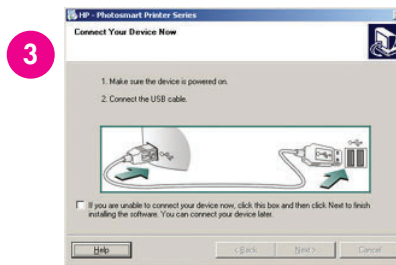 HP - Photosmart Printer Series
Connect Your Device Now
3
1. Make sure the device is powered on.
2. Connect the USB cable.
If you are unable to connect your device now, click this box and then click Next to finish
installing the software. You can connect your device later.
Help
< Back
Next >
Cancel